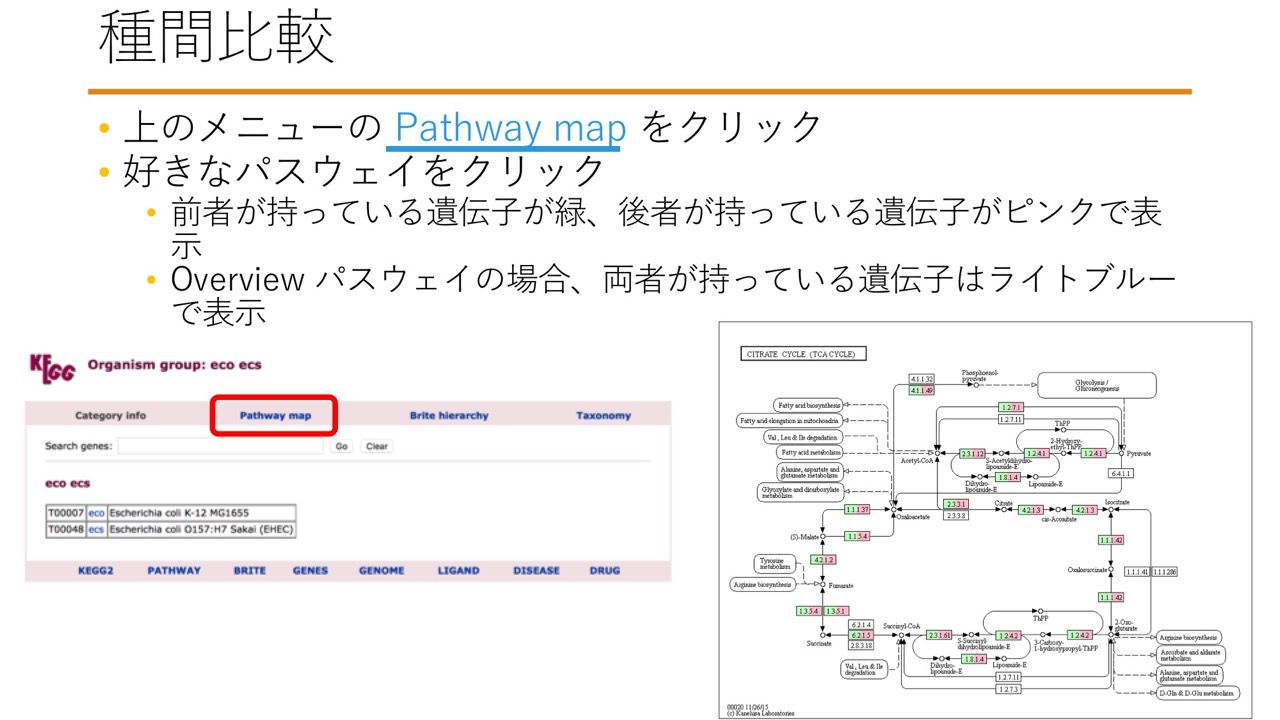 種間比較
• 上のメニューの Pathway map をクリック
• 好きなパスウェイをクリック
• 前者が持っている遺伝子が緑、後者が持っている遺伝子がピンクで表
示
• Overview パスウェイの場合、両者が持っている遺伝子はライトブルー
で表示
KEGG
Organism group: eco ecs
Category info Pathway map Brite hierarchy Taxonomy
Search genes: Go Clear
eco ecs
T00007 eco Escherichia coli K-12 MG1655
T00048 ecs Escherichia coli O157:H7 Sakai (EHEC)
KEGG2 PATHWAY BRITE GENES GENOME LIGAND DISEASE DRUG
CITRATE CYCLE (TCA CYCLE)
4.1.1.32
4.1.1.49
Phosphoenol-
pyruvate
Glycolysis /
Gluconeogenesis
Fatty acid biosynthesis
Fatty acid elongation in mitochondria
Val, Leu & Ile degradation
Fatty acid metabolism
Alanine, aspartate and
glutamate metabolism
Glyoxylate and dicarboxylate
metabolism
1.2.7.1
1.2.7.11
ThPP
2-Hydroxy-
ethyl-ThPP
Acetyl-CoA
2.3.1.12
S-Acetyldihydro-
lipoamide-E
1.2.4.1
1.2.4.1
Pyruvate
1.8.1.4
Dihydro-
lipoamide-E
Lipoamide-E
6.4.1.1
1.1.1.37
Oxaloacetate
2.3.3.1
2.3.3.8
Citrate
4.2.1.3
cis-Aconitate
4.2.1.3
Isocitrate
(S)-Malate
1.1.5.4
1.1.1.42
4.2.1.2
Tyrosine
metabolism
Arginine biosynthesis
Fumarate
Oxalosuccinate
1.1.1.41
1.1.1.286
1.1.1.42
1.3.5.4
1.3.5.1
Succinate
6.2.1.4
6.2.1.5
2.8.3.18
Succinyl-CoA
2.3.1.61
S-Succinyl-
dihydrolipoamide-E
1.2.4.2
ThPP
3-Carboxy-
1-hydroxypropyl-ThPP
1.2.4.2
2-Oxo-
glutarate
1.8.1.4
Dihydro-
lipoamide-E
Lipoamide-E
Val, Leu & Ile
degradation
1.2.7.11
1.2.7.3
Arginine biosynthesis
Ascorbate and aldarate
metabolism
Alanine, aspartate and
glutamate metabolism
D-Gln & D-Glu metabolism
00020 11/26/15
(c) Kanehisa Laboratories